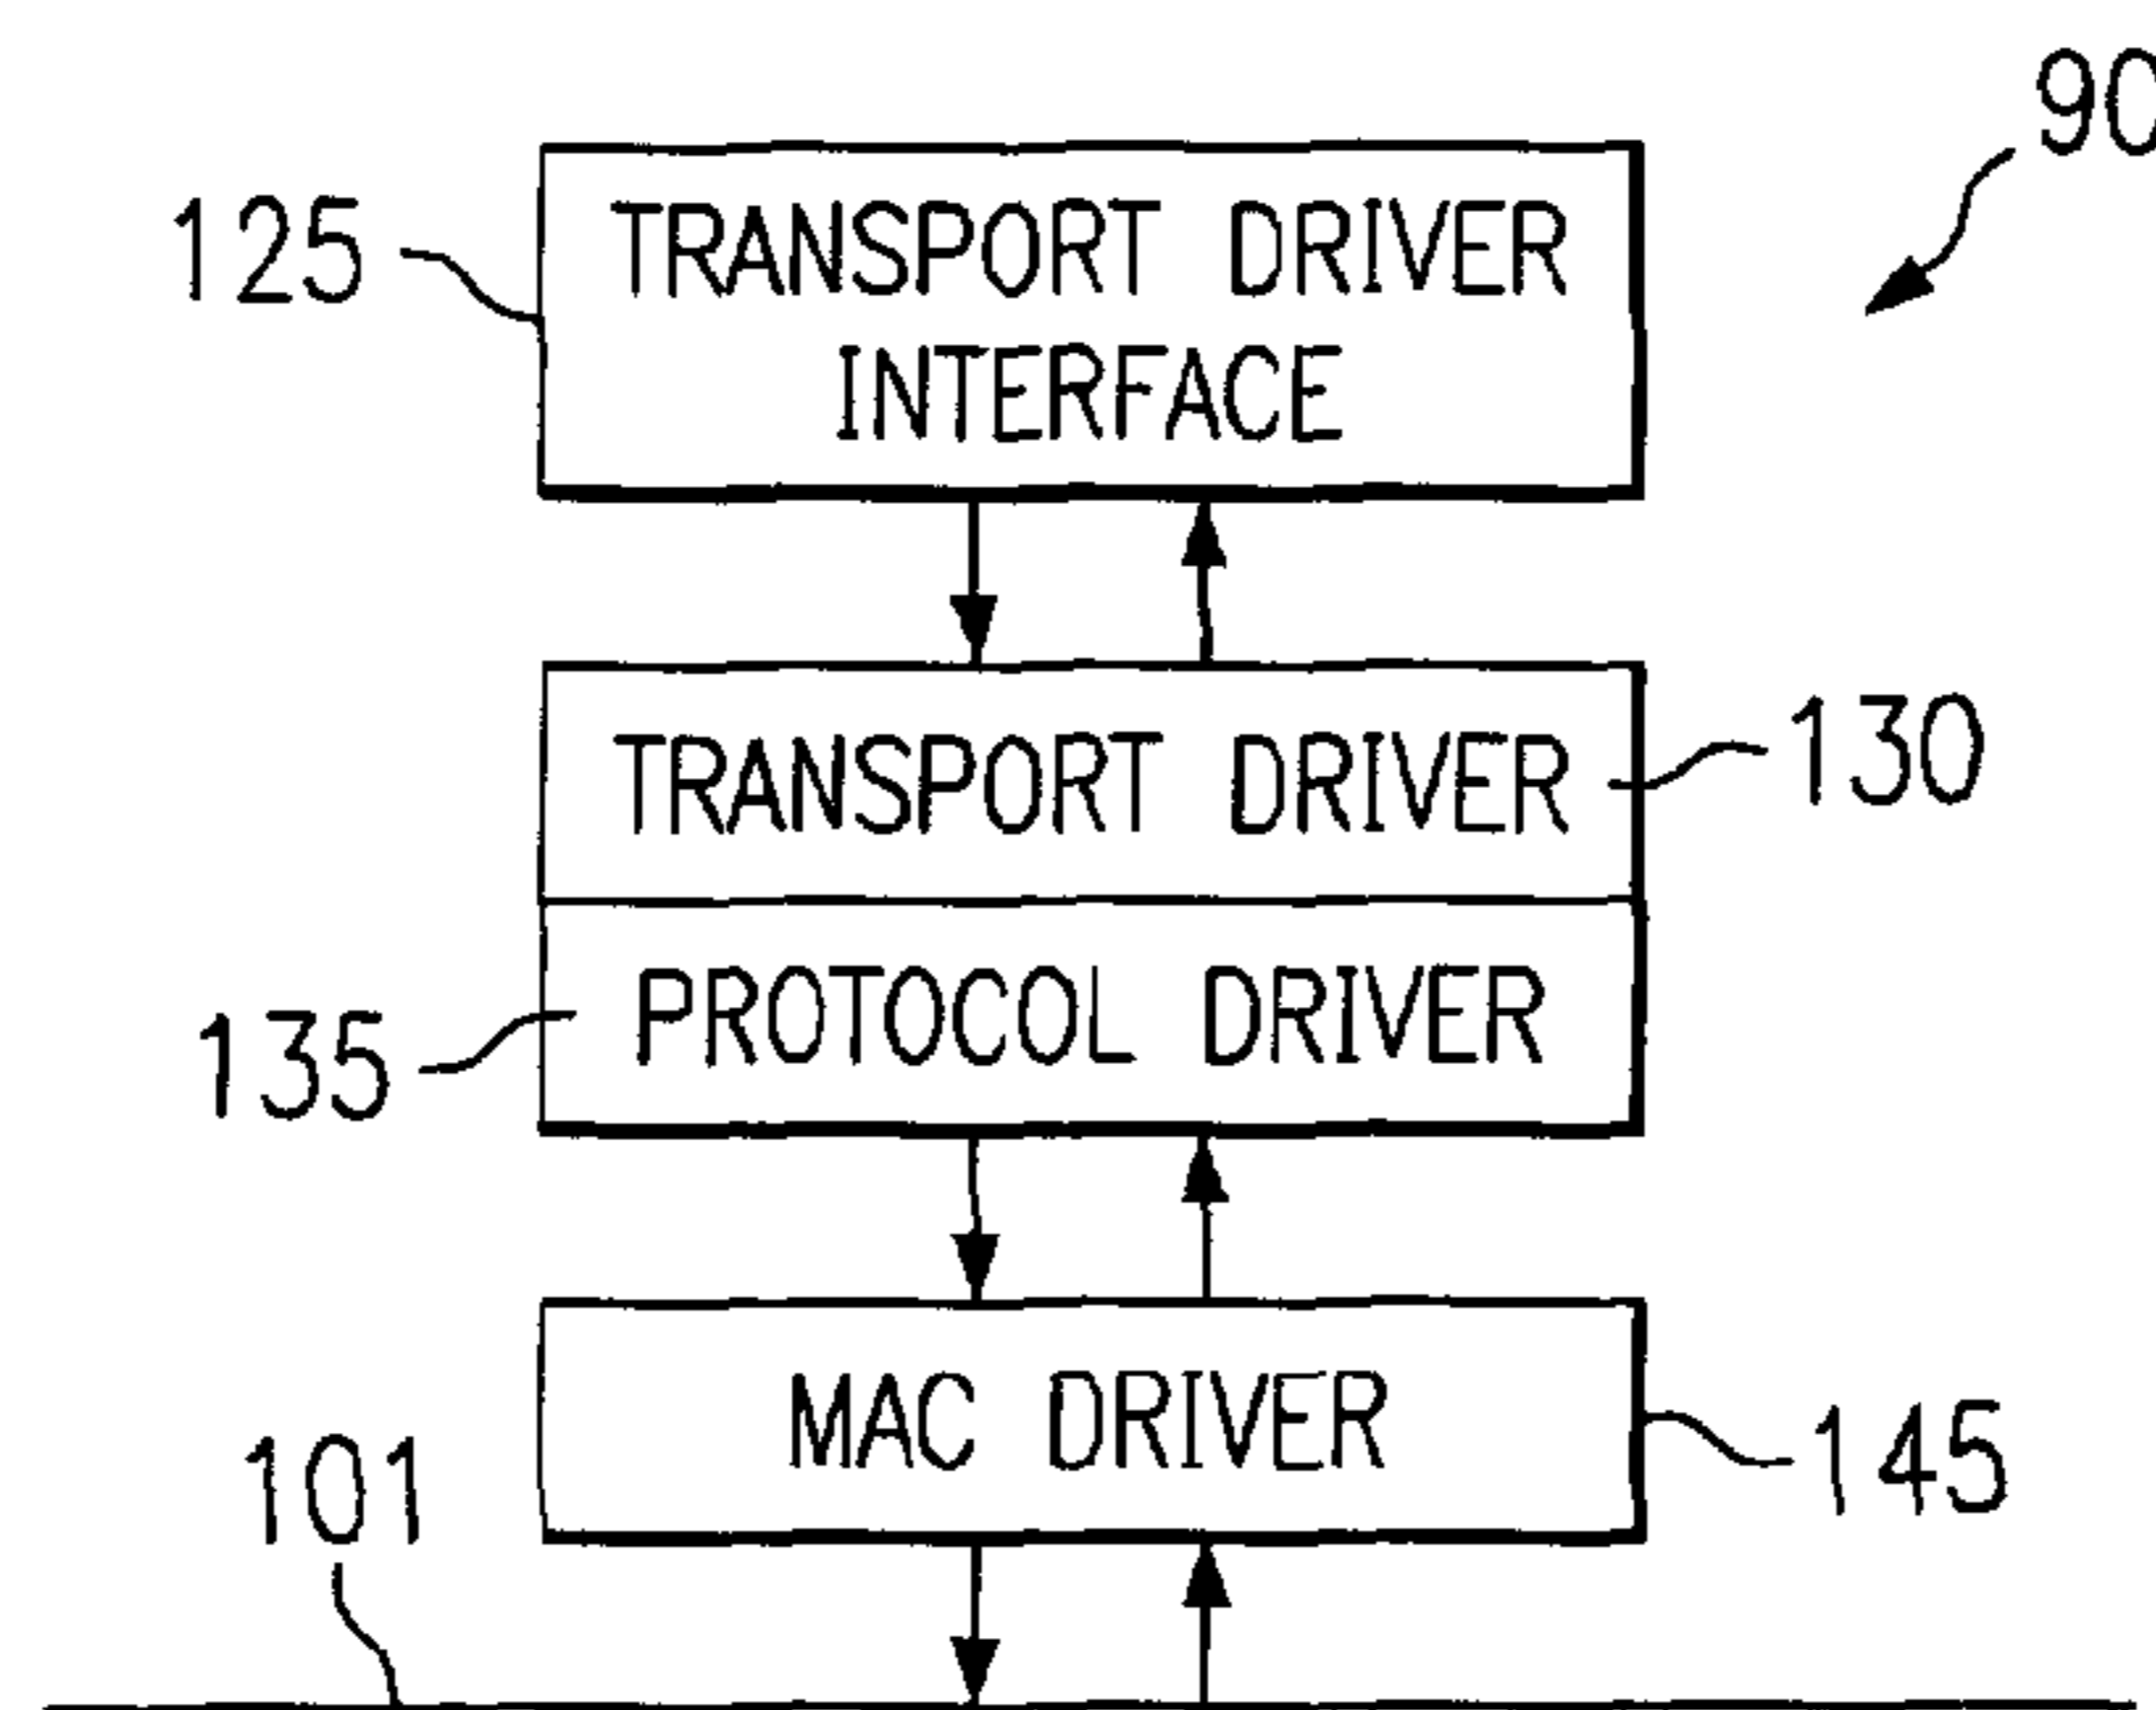 90
125
TRANSPORT DRIVER
INTERFACE
TRANSPORT DRIVER
130
PROTOCOL DRIVER
135
MAC DRIVER
145
101